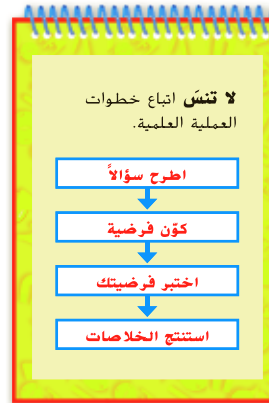 لا تنسَ اتباع خطوات
العملية العلمية.
اطرح سؤالاً
كوّن فرضية
اختبر فرضيتك
استنتج الخلاصات